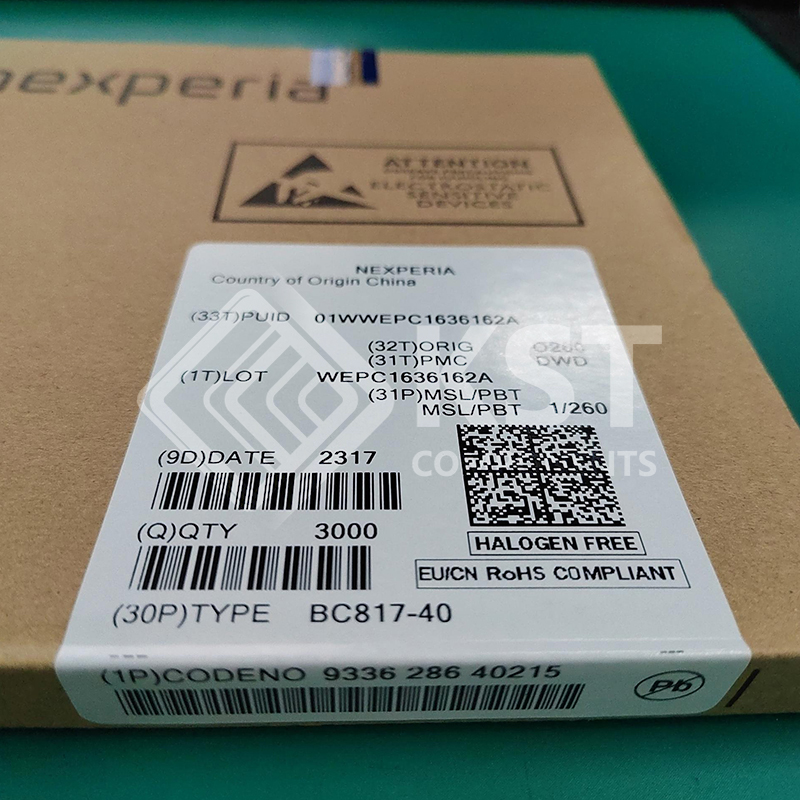 nexperia
ATTENTION
ELECTROSTATIC
SENSITIVE
DEVICES
NEXPERIA
Country of Origin China
(33T)PUID 01WWEPC1636162A
(32T)ORIG
(31T)PMC DWD
(1T)LOT WEPC1636162A
(31P)MSL/PBT
MSL/PBT 1/260
KST
COMPONENTS
(9D)DATE 2317
(Q)QTY 3000
HALOGEN FREE
EU/CN RoHS COMPLIANT
(30P)TYPE BC817-40
(1P)CODENO 9336 286 40215
Pb